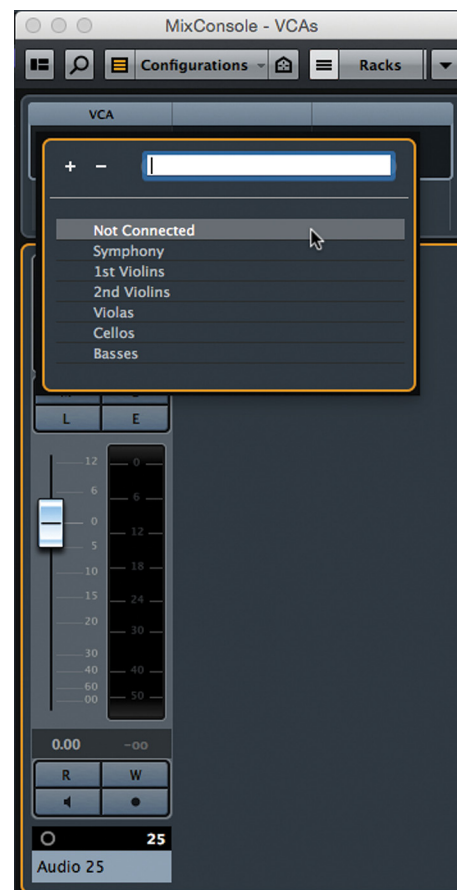 MixConsole - VCAs
Configurations Racks
VCA
+ -
Not Connected
Symphony
1st Violins
2nd Violins
Violas
Cellos
Basses
L E
12 0
6 6
0 12
5 18
10 24
15 30
20 40
30 50
40
60
00
0.00 -oo
R W
25
Audio 25